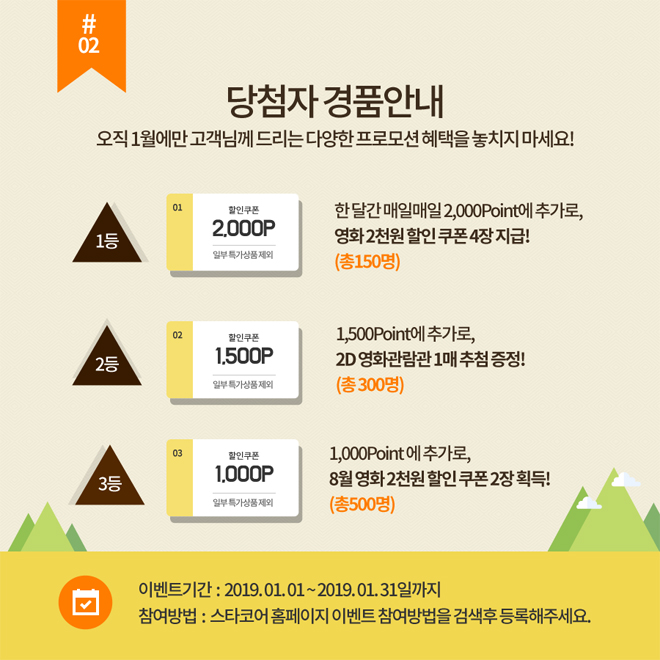 #
02
당첨자 경품안내
오직 1월에만 고객님께 드리는 다양한 프로모션 혜택을 놓치지 마세요!
1등
01
할인쿠폰
2,000P
일부 특가상품 제외
한 달간 매일매일 2,000Point에 추가로,
영화 2천원 할인 쿠폰 4장 지급!
(총150명)
2등
02
할인쿠폰
1,500P
일부 특가상품 제외
1,500Point에 추가로,
2D 영화관람관 1매 추첨 증정!
(총 300명)
3등
03
할인쿠폰
1,000P
일부 특가상품 제외
1,000Point 에 추가로,
8월 영화 2천원 할인 쿠폰 2장 획득!
(총500명)
이벤트기간 : 2019. 01. 01 ~ 2019. 01. 31일까지
참여방법 : 스타코어 홈페이지 이벤트 참여방법을 검색후 등록해주세요.